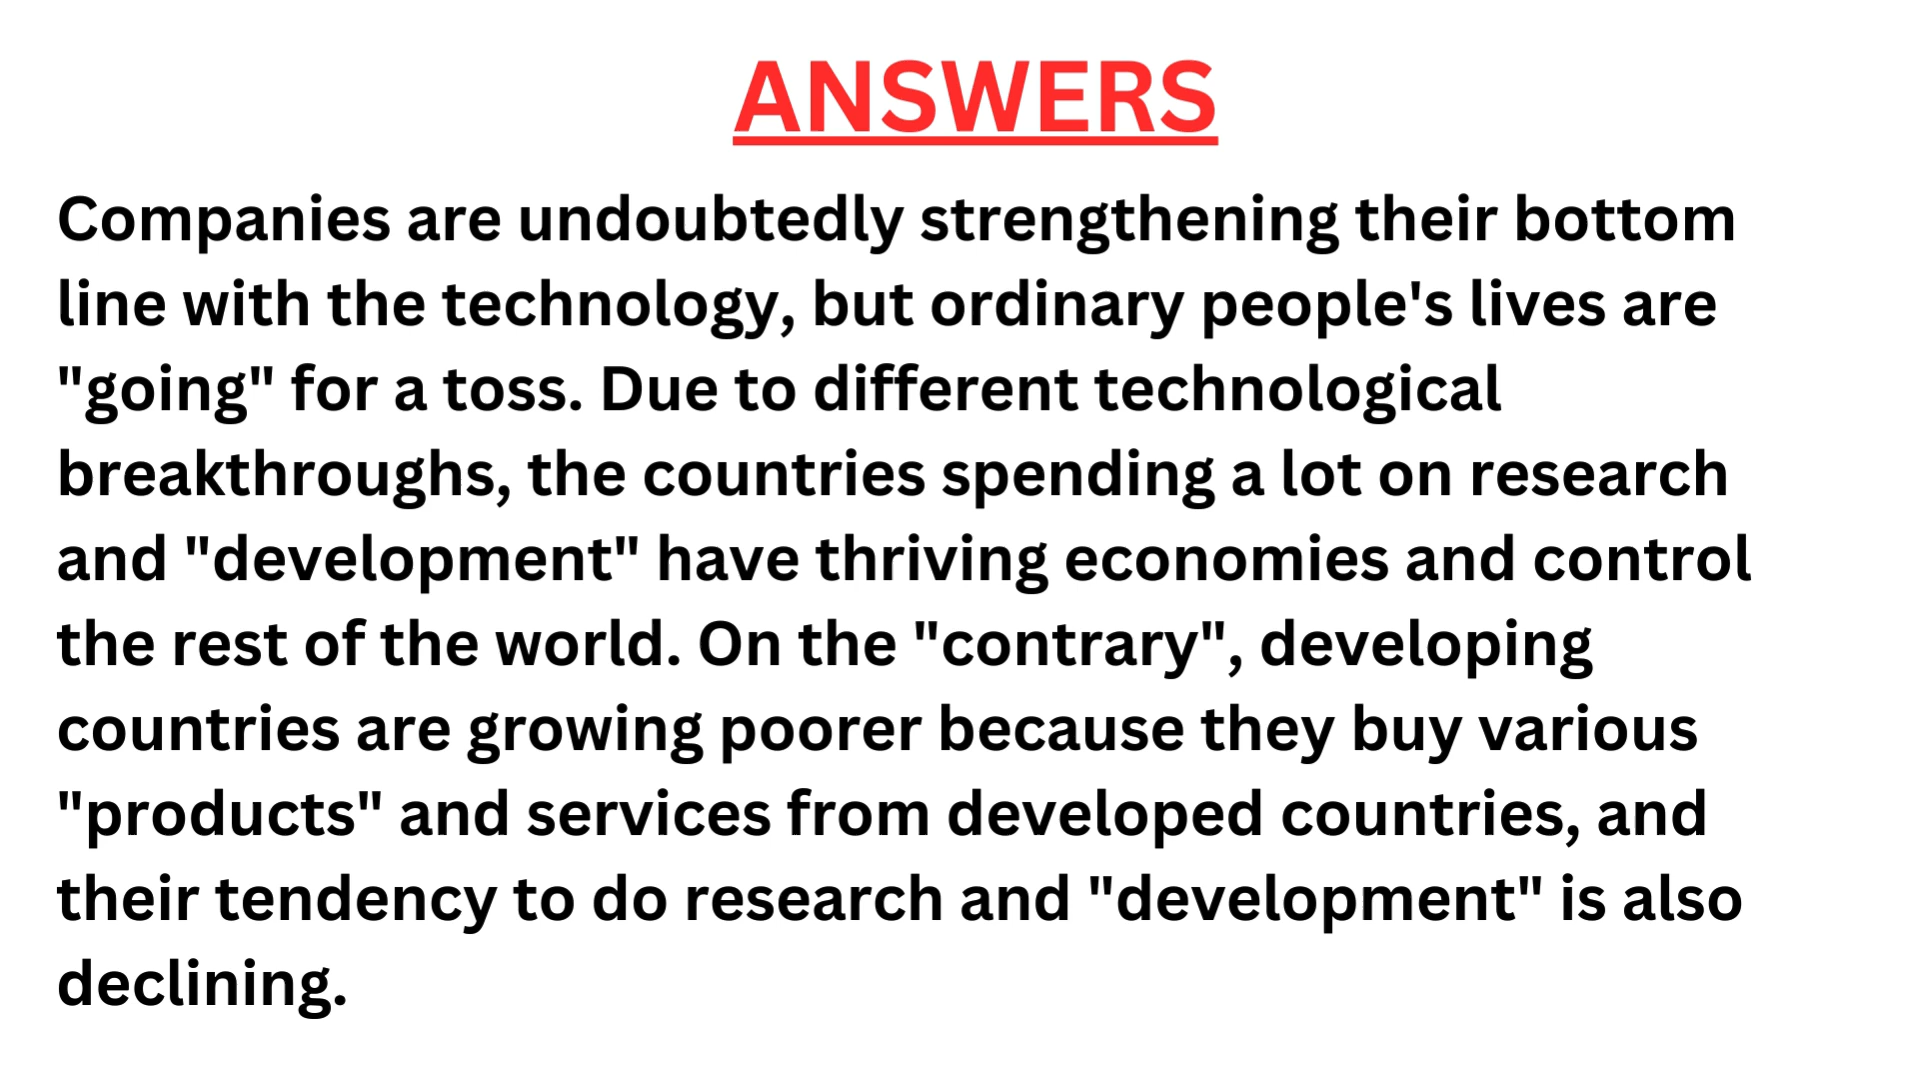 ANSWERS
Companies are undoubtedly strengthening their bottom
line with the technology, but ordinary people's lives are
"going" for a toss. Due to different technological
breakthroughs, the countries spending a lot on research
and "development" have thriving economies and control
the rest of the world. On the "contrary", developing
countries are growing poorer because they buy various
"products" and services from developed countries, and
their tendency to do research and "development" is also
declining.